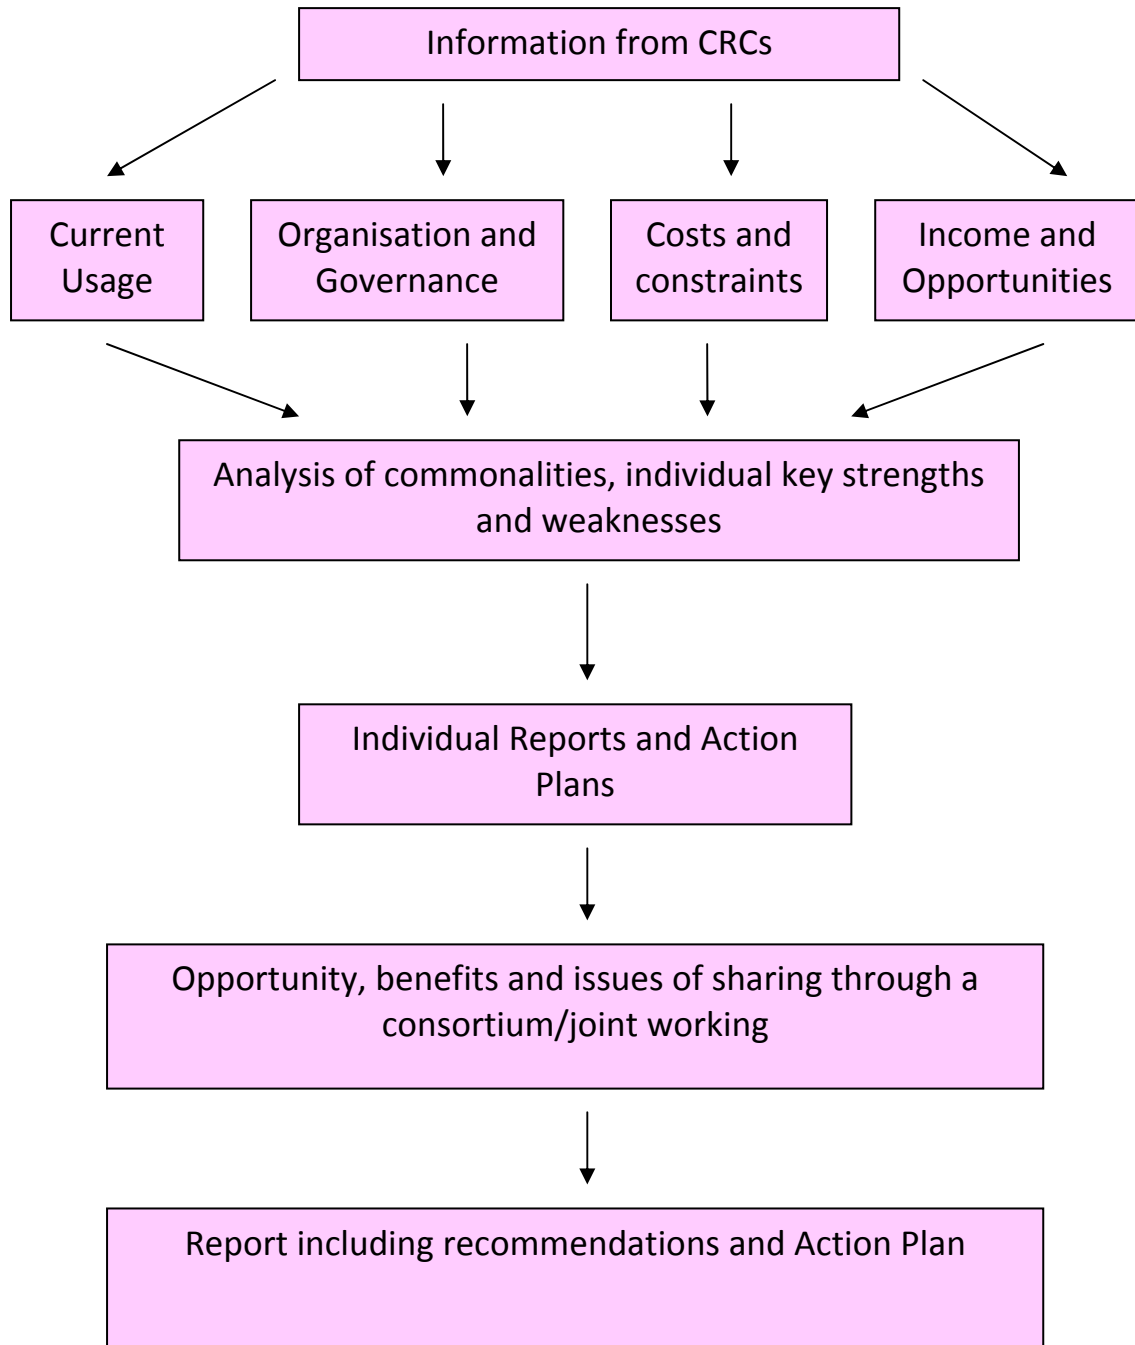 Information from CRCs
Current
Usage
Organisation and
Governance
Costs and
constraints
Income and
Opportunities
Analysis of commonalities, individual key strengths
and weaknesses
Individual Reports and Action
Plans
Opportunity, benefits and issues of sharing through a
consortium/joint working
Report including recommendations and Action Plan